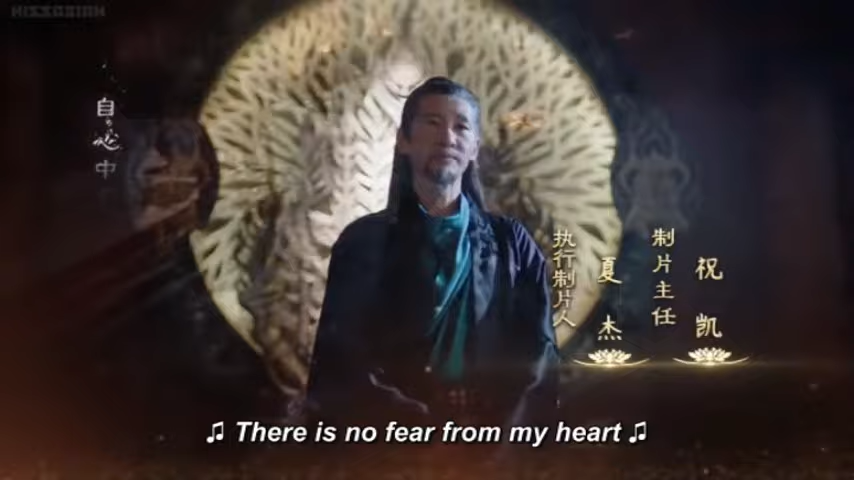 KISSASIAN
自心中
执行制片人
夏杰
制片主任
祝凯
♫ There is no fear from my heart ♫